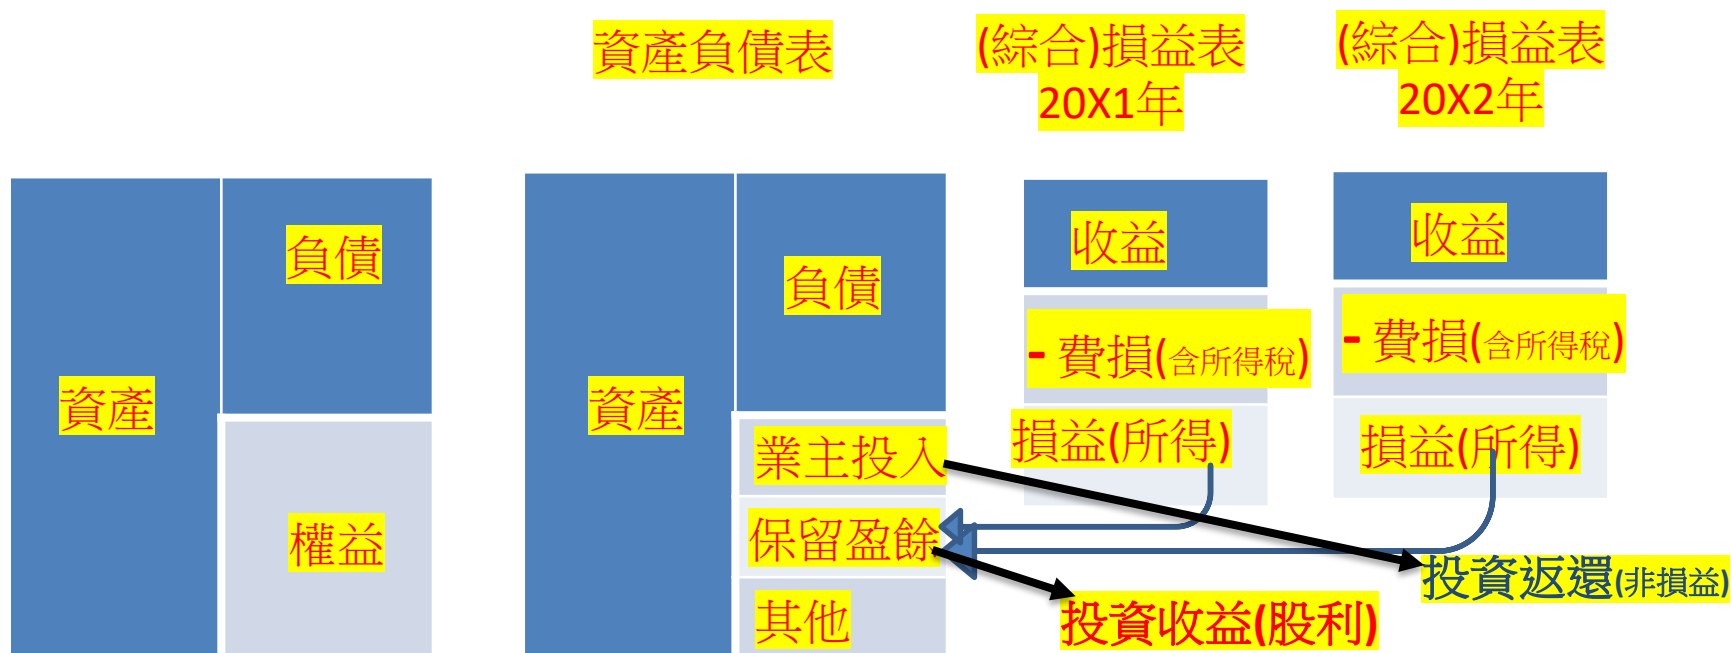 資產負債表
(綜合)損益表
20X1年
(綜合)損益表
20X2年
資產
負債
權益
資產
負債
業主投入
保留盈餘
其他
收益
- 費損(含所得稅)
損益(所得)
收益
- 費損(含所得稅)
損益(所得)
投資收益(股利)
投資返還(非損益)